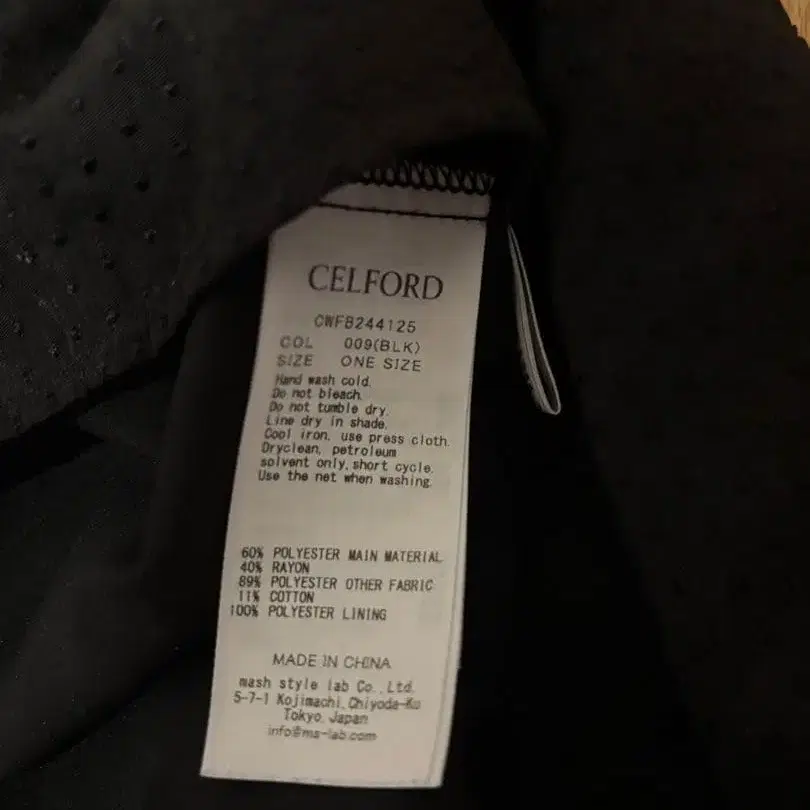 CELFORD
CWFB244125
COL 009(BLK)
SIZE ONE SIZE
Hand wash cold.
Do not bleach.
Do not tumble dry.
Line dry in shade.
Cool iron, use press cloth.
Dryclean, petroleum
solvent only, short cycle.
Use the net when washing.
60% POLYESTER MAIN MATERIAL
40% RAYON
89% POLYESTER OTHER FABRIC
11% COTTON
100% POLYESTER LINING
MADE IN CHINA
mash style lab Co.,Ltd.
5-7-1 Kojimachi,Chiyoda-Ku
Tokyo,Japan
info@ms-lab.com